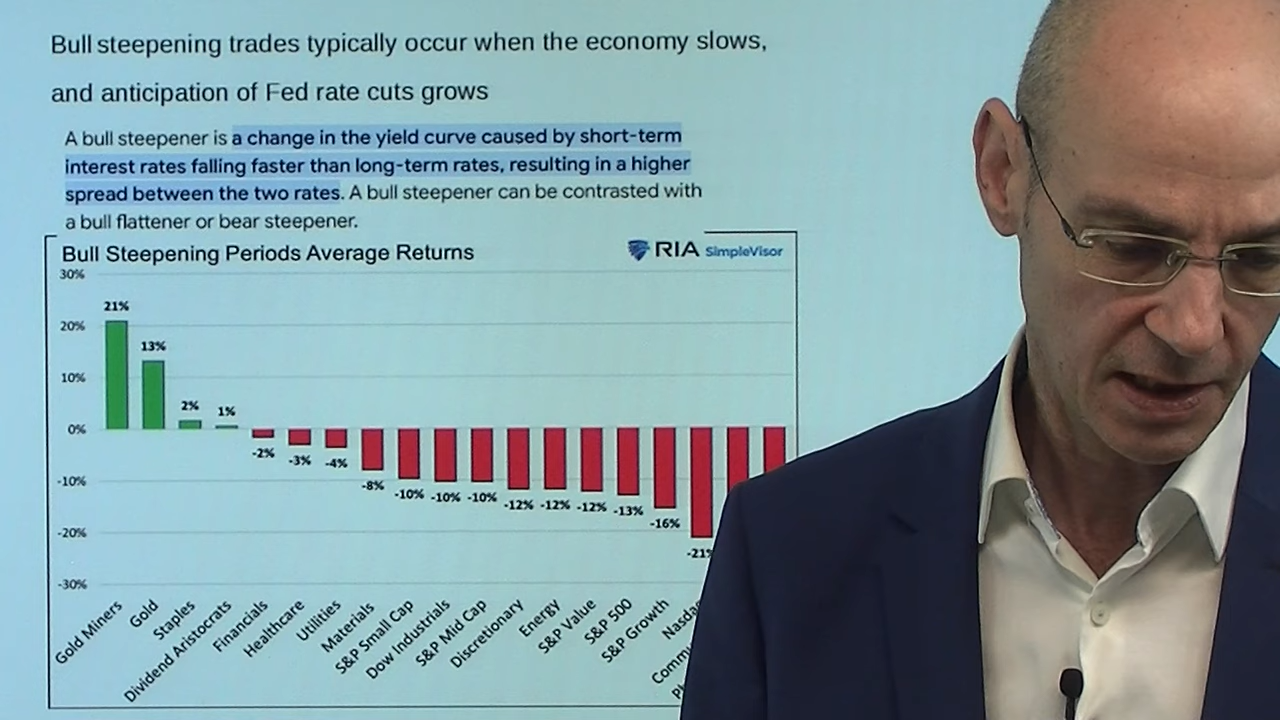 Bull steepening trades typically occur when the economy slows,
and anticipation of Fed rate cuts grows
A bull steepener is a change in the yield curve caused by short-term
interest rates falling faster than long-term rates, resulting in a higher
spread between the two rates. A bull steepener can be contrasted with
a bull flattener or bear steepener.
Bull Steepening Periods Average Returns
RIA SimpleVisor
30%
20%
10%
0%
-10%
-20%
-30%
21%
13%
2%
1%
-2%
-3%
-4%
-8%
-10%
-10%
-10%
-12%
-12%
-12%
-13%
-16%
-21%
Gold Miners
Gold
Staples
Dividend Aristocrats
Financials
Healthcare
Utilities
Materials
S&P Small Cap
Dow Industrials
S&P Mid Cap
Discretionary
Energy
S&P Value
S&P 500
S&P Growth